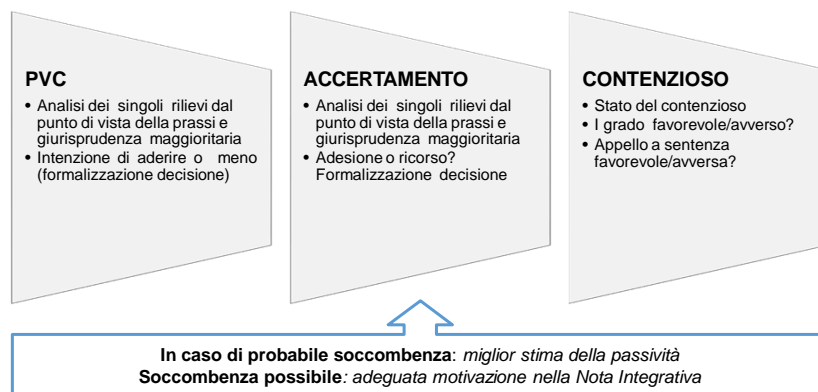 PVC
• Analisi dei singoli rilievi dal
punto di vista della prassi e
giurisprudenza maggioritaria
• Intenzione di aderire o meno
(formalizzazione decisione)
ACCERTAMENTO
• Analisi dei singoli rilievi dal
punto di vista della prassi e
giurisprudenza maggioritaria
• Adesione o ricorso?
Formalizzazione decisione
CONTENZIOSO
• Stato del contenzioso
• I grado favorevole/avverso?
• Appello a sentenza
favorevole/avversa?
In caso di probabile soccombenza: miglior stima della passività
Soccombenza possibile: adeguata motivazione nella Nota Integrativa